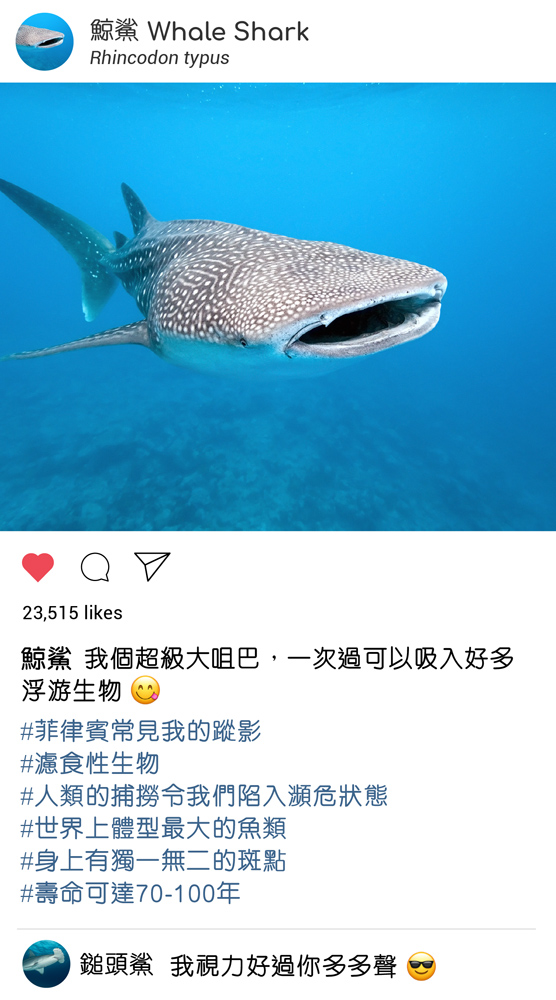 鯨鯊 Whale Shark
Rhincodon typus
23,515 likes
鯨鯊 我個超級大咀巴，一次過可以吸入好多
浮游生物 😋
#菲律賓常見我的蹤影
#濾食性生物
#人類的捕撈令我們陷入瀕危狀態
#世界上體型最大的魚類
#身上有獨一無二的斑點
#壽命可達70-100年
鎚頭鯊 我視力好過你多多聲 😎